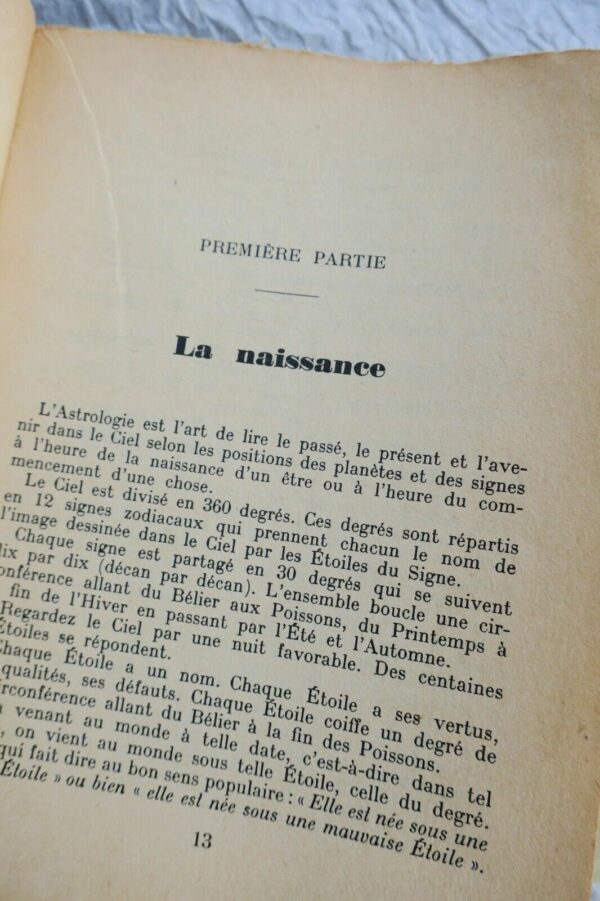 PREMIÈRE PARTIE
La naissance
L'Astrologie est l'art de lire le passé, le présent et l'ave-
nir dans le Ciel selon les positions des planètes et des signes
à l'heure de la naissance d'un être ou à l'heure du com-
mencement d'une chose.
Le Ciel est divisé en 360 degrés. Ces degrés sont répartis
en 12 signes zodiacaux qui prennent chacun le nom de
l'image dessinée dans le Ciel par les Étoiles du Signe.
Chaque signe est partagé en 30 degrés qui se suivent
dix par dix (décan par décan). L'ensemble boucle une cir-
conférence allant du Bélier aux Poissons, du Printemps à
fin de l'Hiver en passant par l'Été et l'Automne.
Regardez le Ciel par une nuit favorable. Des centaines
Étoiles se répondent.
Chaque Étoile a un nom. Chaque Étoile a ses vertus,
qualités, ses défauts. Chaque Étoile coiffe un degré de
circonférence allant du Bélier à la fin des Poissons.
venant au monde à telle date, c'est-à-dire dans tel
, on vient au monde sous telle Étoile, celle du degré.
qui fait dire au bon sens populaire : « Elle est née sous une
Étoile » ou bien « elle est née sous une mauvaise Étoile ».
13